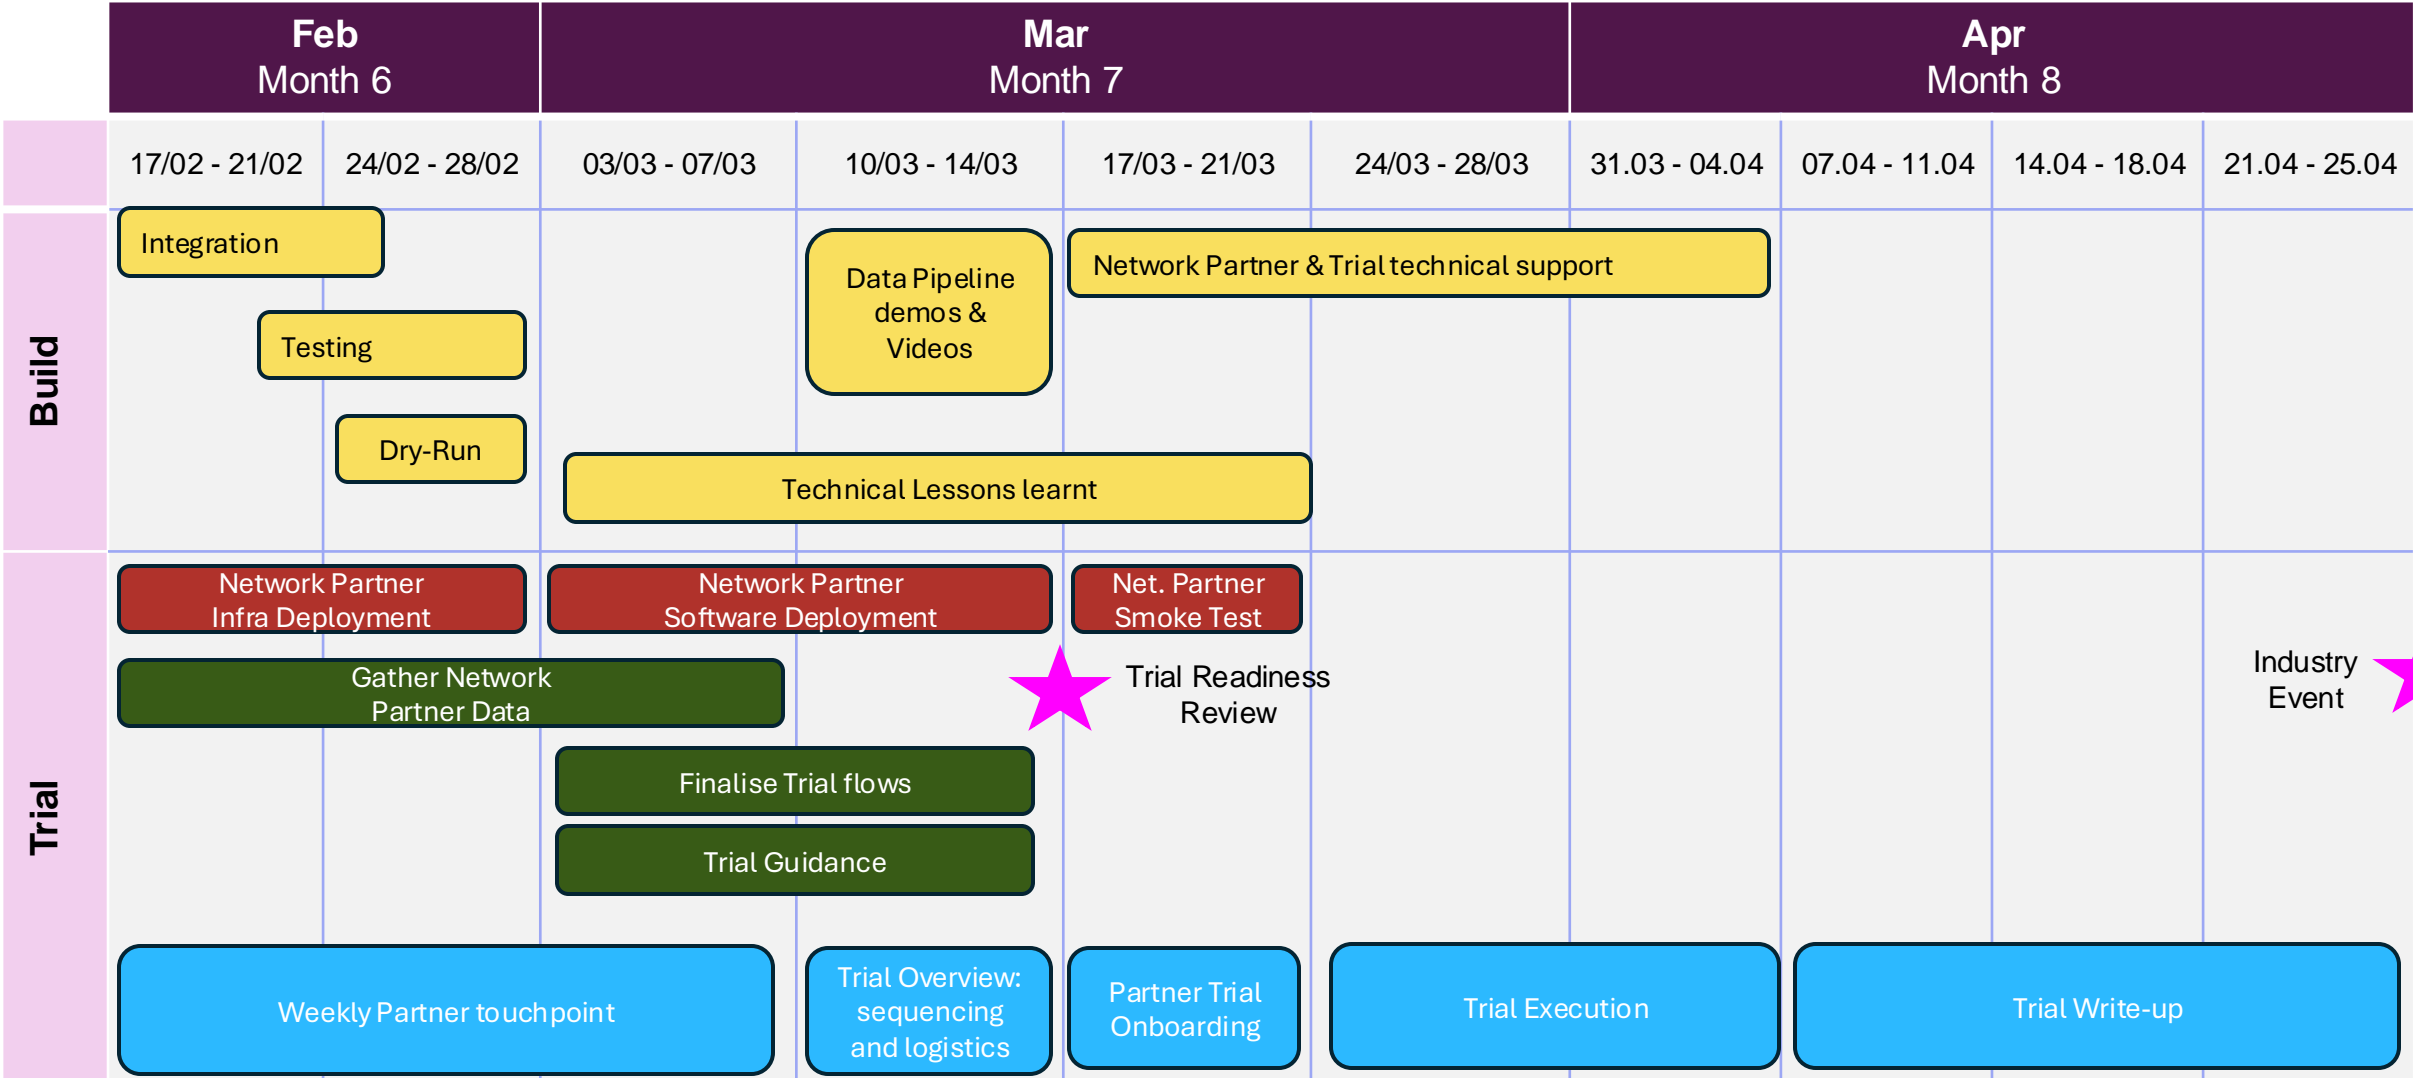 Feb
Month 6
Mar
Month 7
Apr
Month 8
17/02 - 21/02
24/02 - 28/02
03/03 - 07/03
10/03 - 14/03
17/03 - 21/03
24/03 - 28/03
31.03 - 04.04
07.04 - 11.04
14.04 - 18.04
21.04 - 25.04
Build
Integration
Testing
Dry-Run
Data Pipeline
demos &
Videos
Network Partner & Trial technical support
Technical Lessons learnt
Trial
Network Partner
Infra Deployment
Network Partner
Software Deployment
Net. Partner
Smoke Test
Gather Network
Partner Data
Trial Readiness
Review
Industry
Event
Finalise Trial flows
Trial Guidance
Weekly Partner touchpoint
Trial Overview:
sequencing
and logistics
Partner Trial
Onboarding
Trial Execution
Trial Write-up